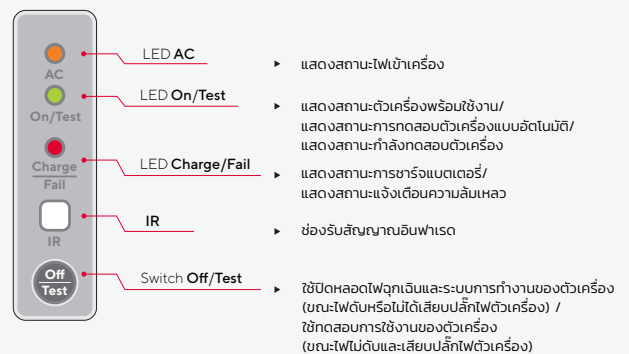 AC
On/Test
Charge
Fail
IR
Off
Test
LED AC
แสดงสถานะไฟเข้าเครื่อง
LED On/Test
แสดงสถานะตัวเครื่องพร้อมใช้งาน/
แสดงสถานะการทดสอบตัวเครื่องแบบอัตโนมัติ/
แสดงสถานะกำลังทดสอบตัวเครื่อง
LED Charge/Fail
แสดงสถานะการชาร์จแบตเตอรี่/
แสดงสถานะแจ้งเตือนความล้มเหลว
IR
ช่องรับสัญญาณอินฟาเรด
Switch Off/Test
ใช้ปิดหลอดไฟฉุกเฉินและระบบการทำงานของตัวเครื่อง
(ขณะไฟดับหรือไม่ได้เสียบปลั๊กไฟตัวเครื่อง) /
ใช้ทดสอบการใช้งานของตัวเครื่อง
(ขณะไฟไม่ดับและเสียบปลั๊กไฟตัวเครื่อง)